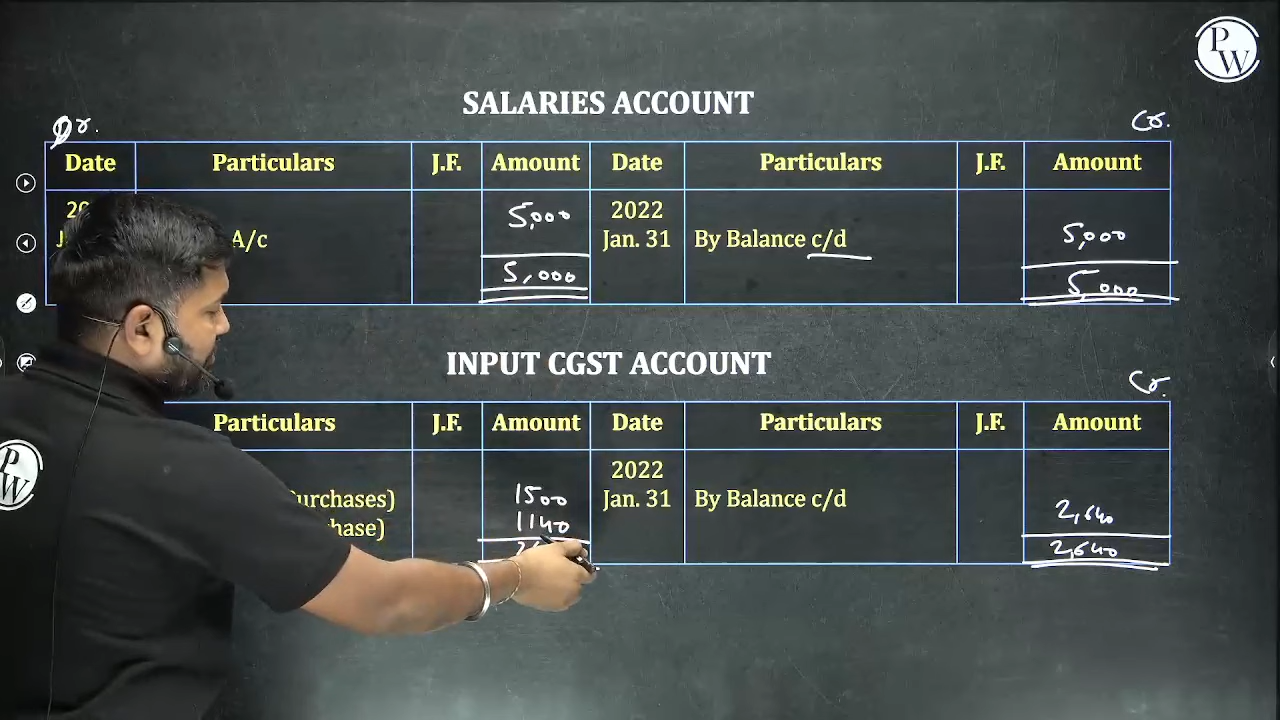 PW
SALARIES ACCOUNT
Dr.
Cr.
Date Particulars J.F. Amount Date Particulars J.F. Amount
5,000 2022
A/c Jan. 31 By Balance c/d 5,000
5,000 5,000
INPUT CGST ACCOUNT
Cr.
Particulars J.F. Amount Date Particulars J.F. Amount
2022
1500 Jan. 31 By Balance c/d 2,640
1140
2,640
PW